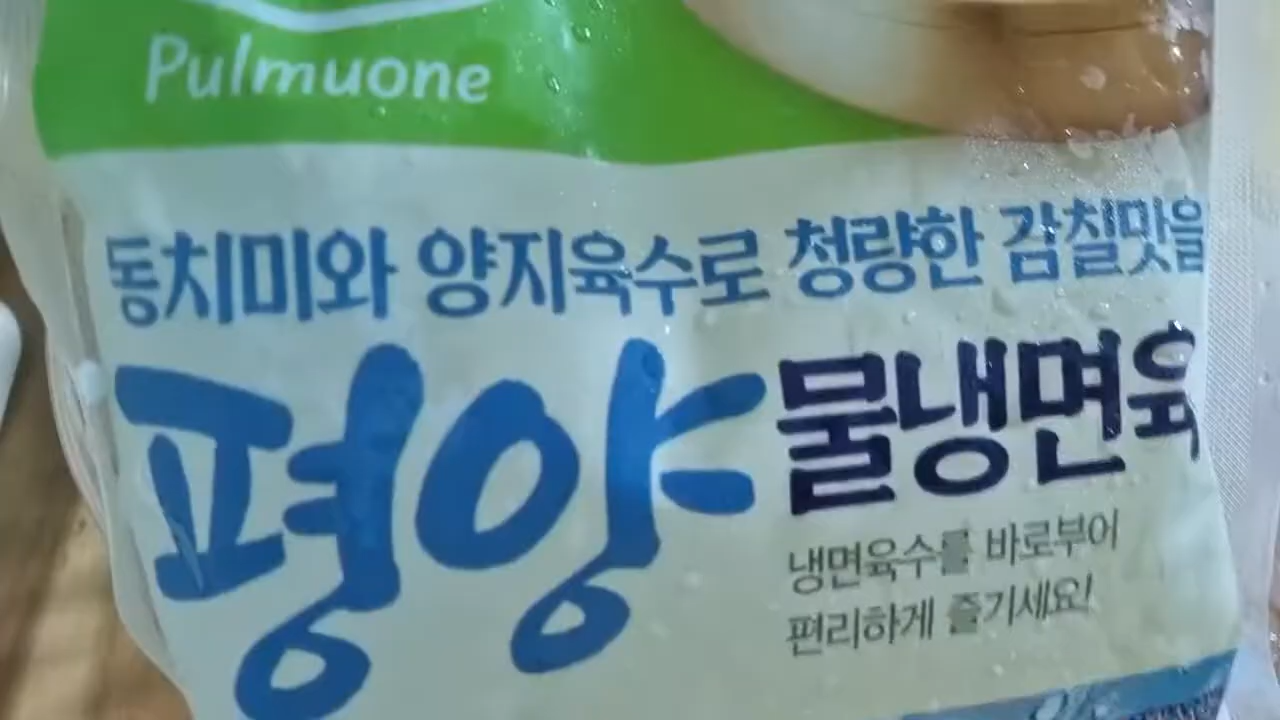 Pulmuone
동치미와 양지육수로 청량한 감칠맛을
평양 물냉면육
냉면육수를 바로부어
편리하게 즐기세요!